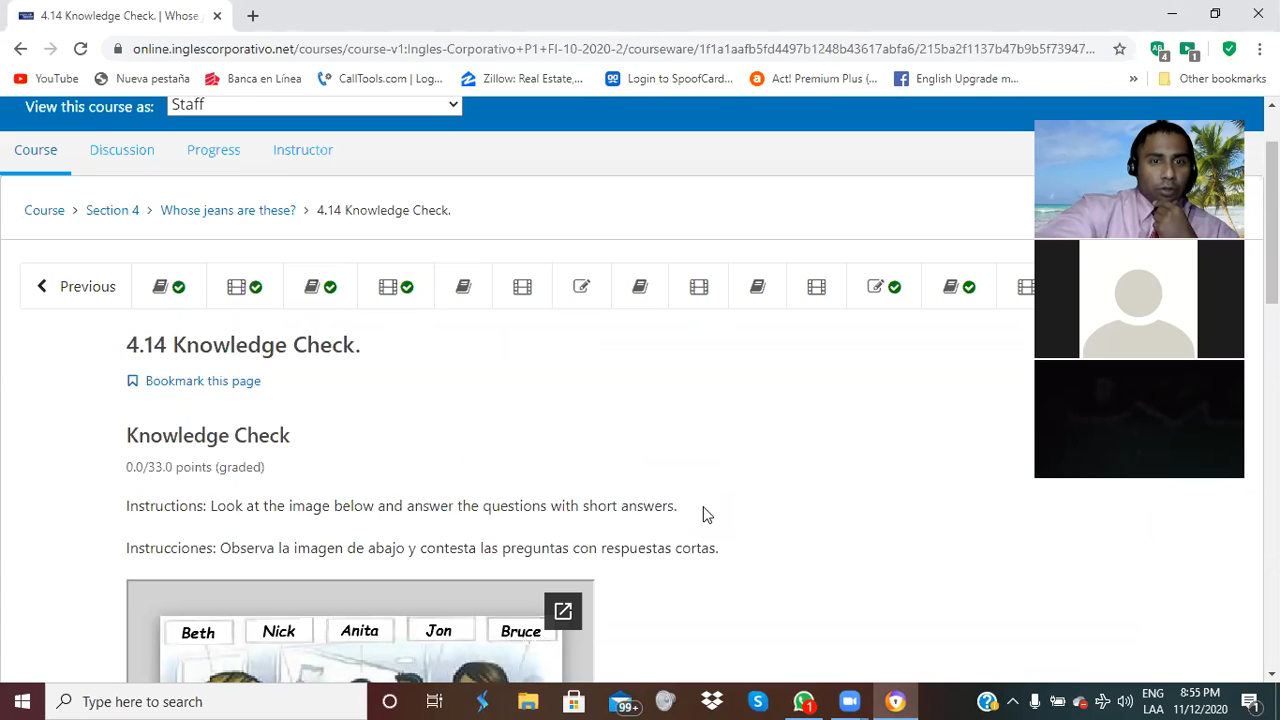 4.14 Knowledge Check. | Whose
online.inglescorporativo.net/courses/course-v1:Ingles-Corporativo+P1+FI-10-2020-2/courseware/1f1a1aafb5fd4497b1248b43617abfa6/215ba2f1137b47b9b5f73947...
4 1
YouTube Nueva pestaña Banca en Línea CallTools.com | Log... Zillow: Real Estate,... Login to SpoofCard... Act! Premium Plus (... English Upgrade m... » Other bookmarks
View this course as: Staff
Course Discussion Progress Instructor
Course > Section 4 > Whose jeans are these? > 4.14 Knowledge Check.
Previous
4.14 Knowledge Check.
Bookmark this page
Knowledge Check
0.0/33.0 points (graded)
Instructions: Look at the image below and answer the questions with short answers.
Instrucciones: Observa la imagen de abajo y contesta las preguntas con respuestas cortas.
Beth Nick Anita Jon Bruce
Type here to search
99+
1
ENG 8:55 PM
LAA 11/12/2020
1